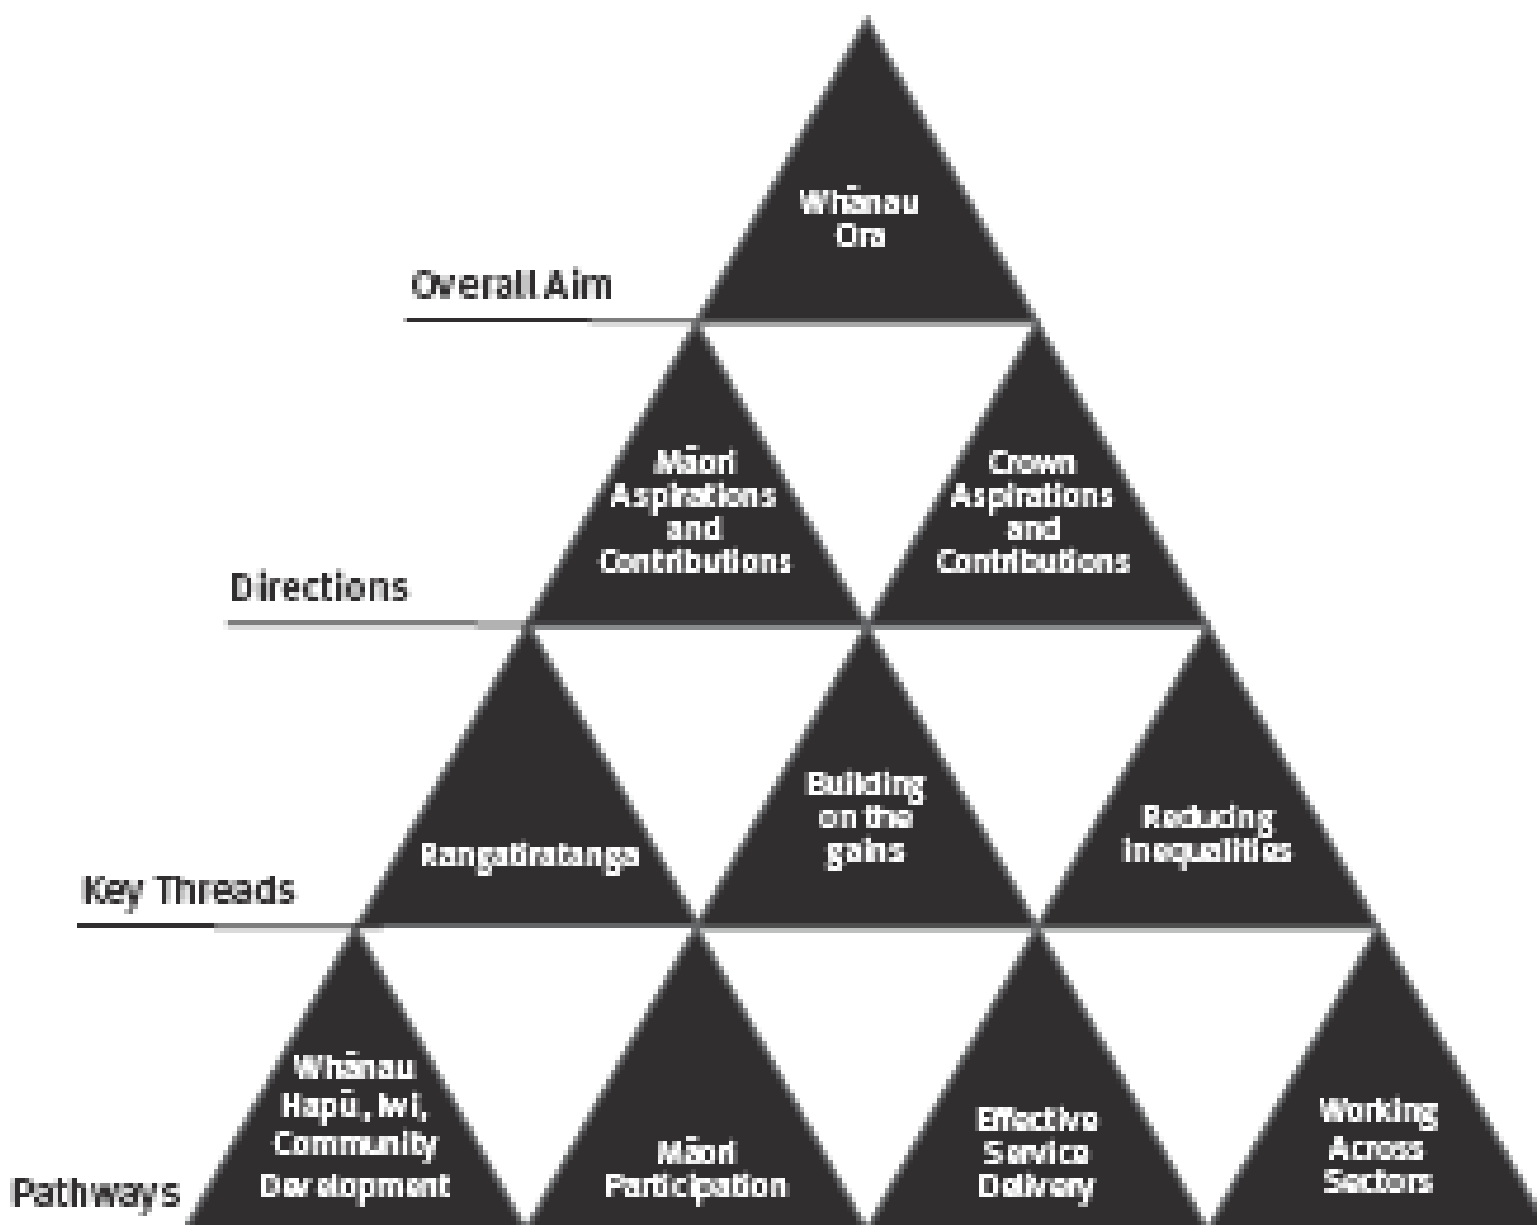 Whānau
Ora
Overall Aim
Māori
Aspirations
and
Contributions
Crown
Aspirations
and
Contributions
Directions
Rangatiratanga
Building
on the
gains
Reducing
inequalities
Key Threads
Whānau
Hapū, Iwi,
Community
Development
Māori
Participation
Effective
Service
Delivery
Working
Across
Sectors
Pathways